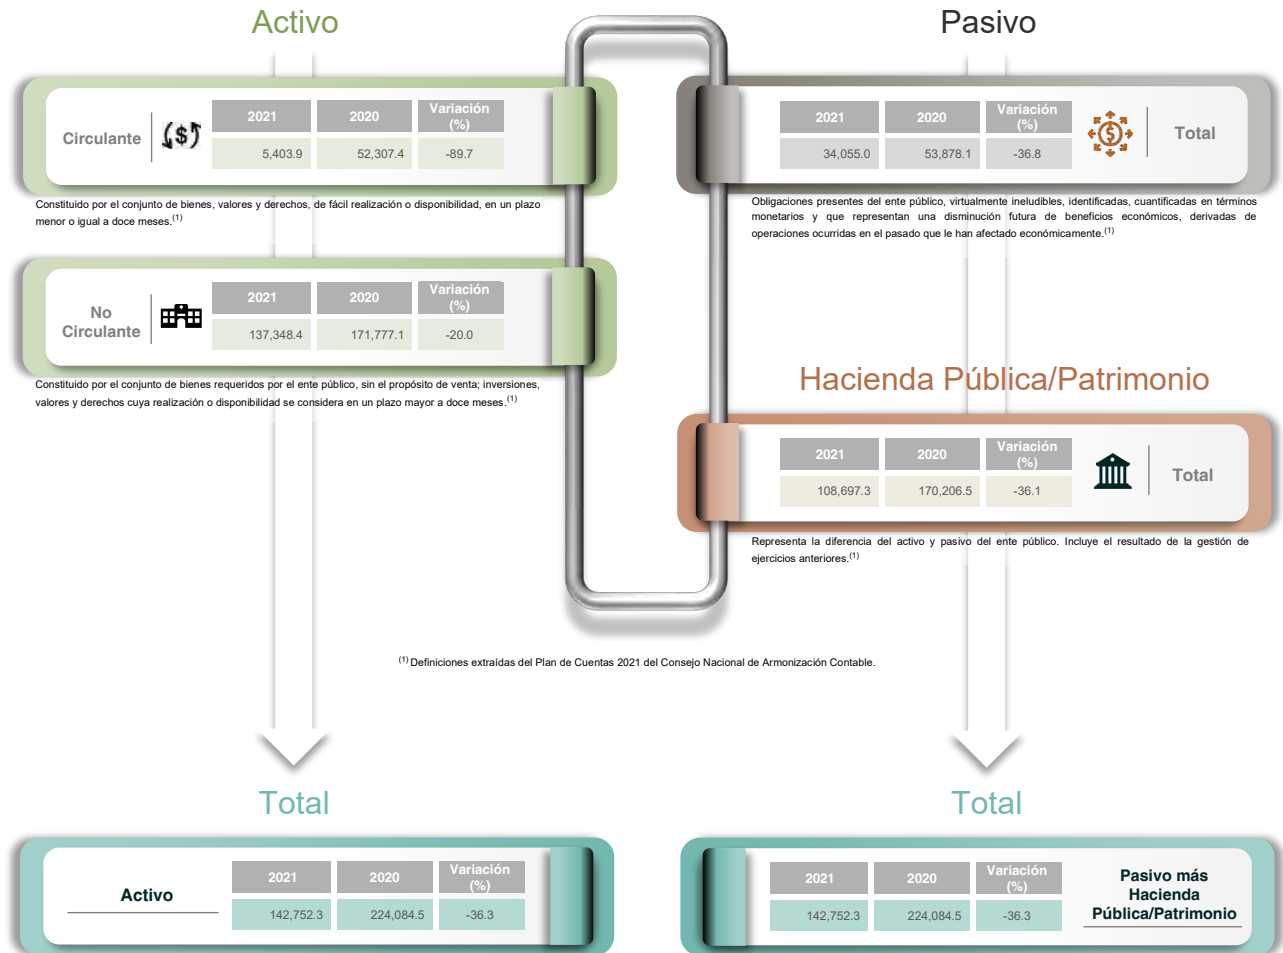 Activo
Circulante
2021 2020 Variación (%)
5,403.9 52,307.4 -89.7
Constituido por el conjunto de bienes, valores y derechos, de fácil realización o disponibilidad, en un plazo
menor o igual a doce meses.(1)
No
Circulante
2021 2020 Variación (%)
137,348.4 171,777.1 -20.0
Constituido por el conjunto de bienes requeridos por el ente público, sin el propósito de venta; inversiones,
valores y derechos cuya realización o disponibilidad se considera en un plazo mayor a doce meses.(1)
Pasivo
2021 2020 Variación (%)
34,055.0 53,878.1 -36.8
Total
Obligaciones presentes del ente público, virtualmente ineludibles, identificadas, cuantificadas en términos
monetarios y que representan una disminución futura de beneficios económicos, derivadas de
operaciones ocurridas en el pasado que le han afectado económicamente.(1)
Hacienda Pública/Patrimonio
2021 2020 Variación (%)
108,697.3 170,206.5 -36.1
Total
Representa la diferencia del activo y pasivo del ente público. Incluye el resultado de la gestión de
ejercicios anteriores.(1)
(1) Definiciones extraídas del Plan de Cuentas 2021 del Consejo Nacional de Armonización Contable.
Total
Activo
2021 2020 Variación (%)
142,752.3 224,084.5 -36.3
Total
2021 2020 Variación (%)
142,752.3 224,084.5 -36.3
Pasivo más
Hacienda
Pública/Patrimonio